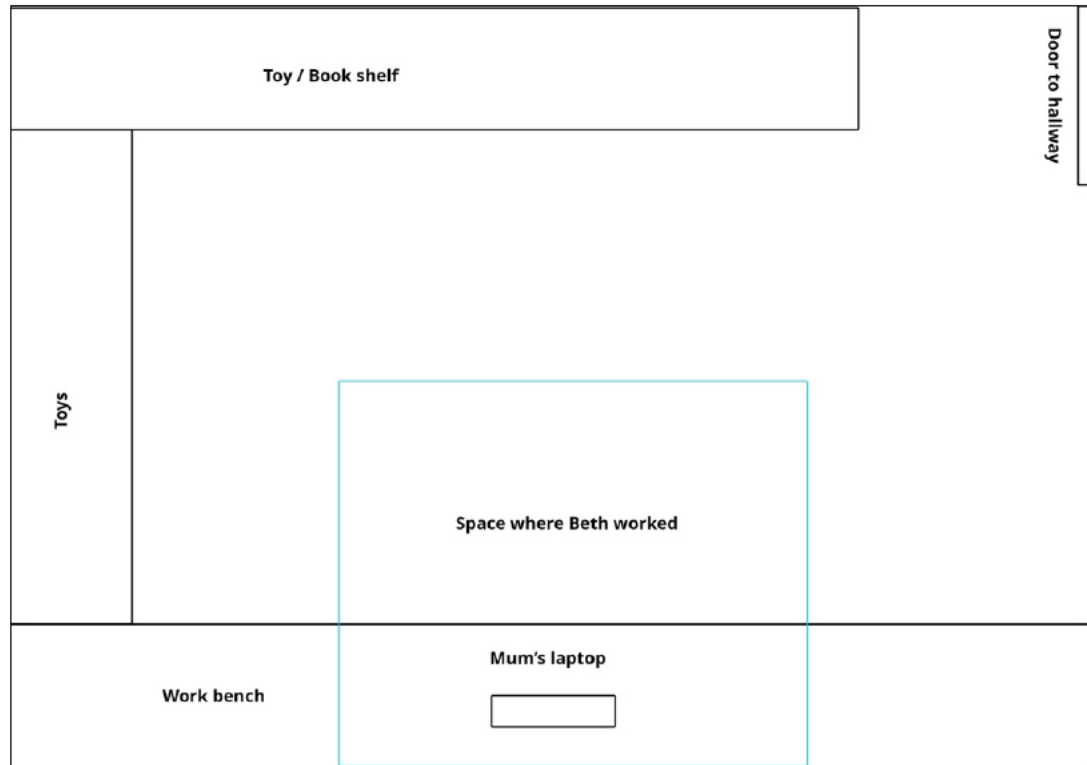 Toy / Book shelf
Door to hallway
Toys
Space where Beth worked
Mum's laptop
Work bench